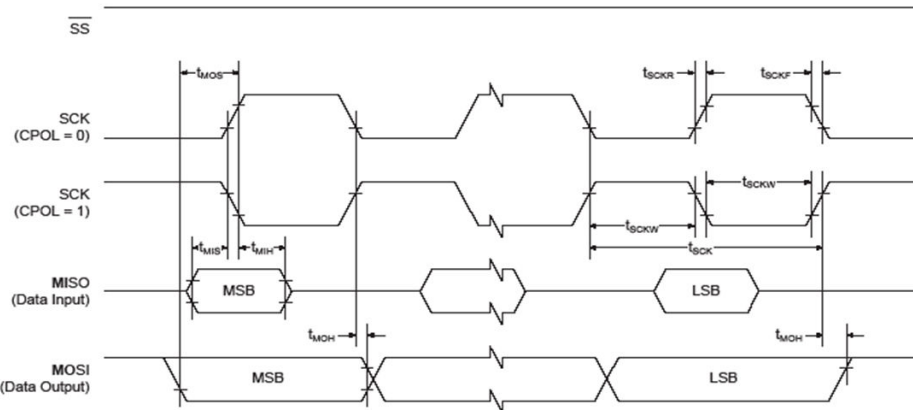 SS
tMOS
tSCKR
tSCKF
SCK
(CPOL = 0)
SCK
(CPOL = 1)
tSCKW
tSCKW
tSCK
tMIS
tMIH
MISO
(Data Input)
MSB
LSB
tMOH
tMOH
MOSI
(Data Output)
MSB
LSB